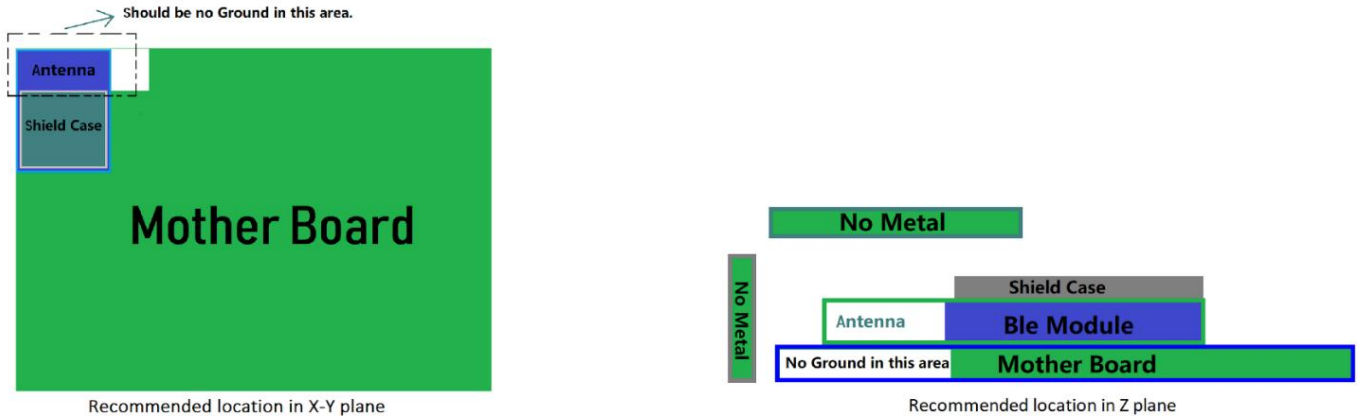 Should be no Ground in this area.
Antenna
Shield Case
Mother Board
Recommended location in X-Y plane
No Metal
No Metal
Shield Case
Antenna
Ble Module
No Ground in this area
Mother Board
Recommended location in Z plane